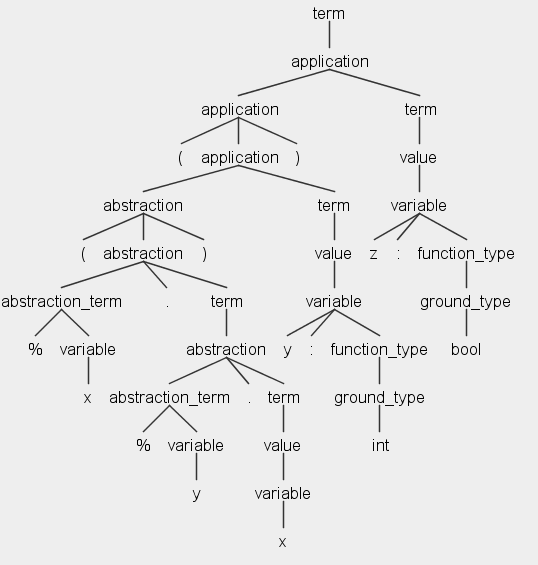 term
application
application term
( application ) value
abstraction term variable
( abstraction ) value z : function_type
abstraction_term . term variable ground_type
% variable abstraction y : function_type bool
x abstraction_term . term ground_type
% variable value int
y variable
x